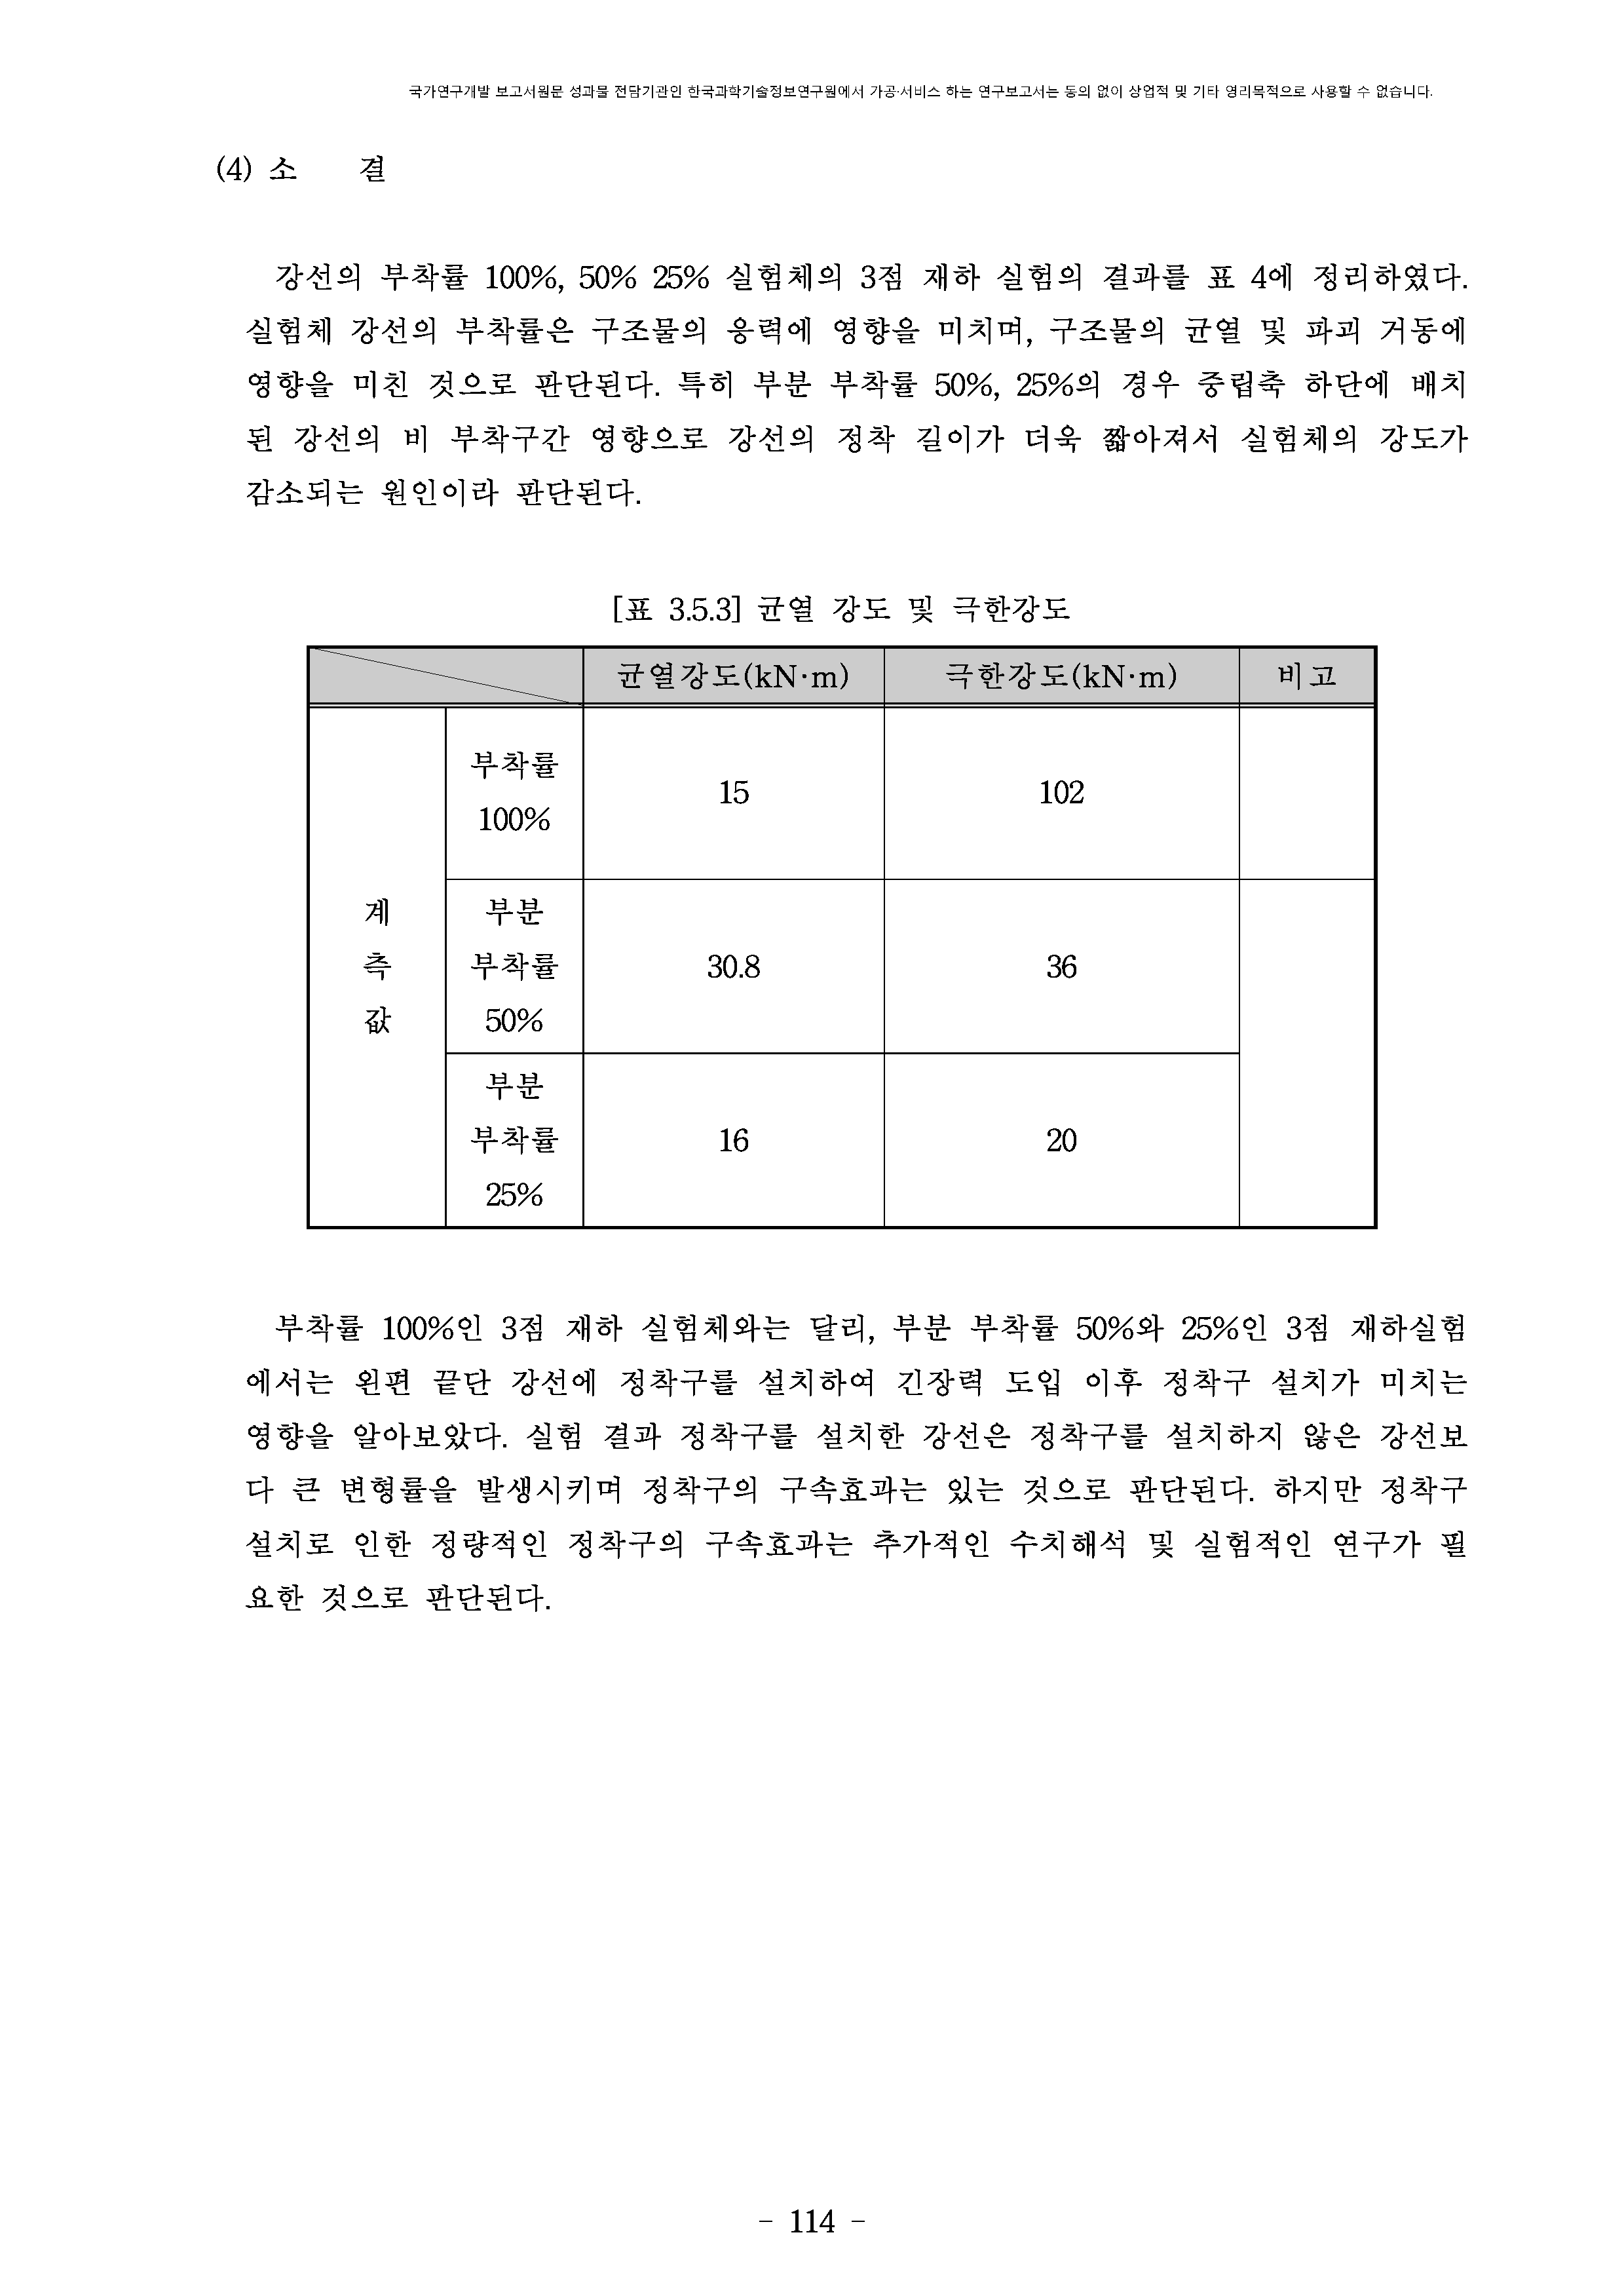 국가연구개발 보고서원문 성과물 전담기관인 한국과학기술정보연구원에서 가공·서비스 하는 연구보고서는 동의 없이 상업적 및 기타 영리목적으로 사용할 수 없습니다.
(4) 소 결
강선의 부착률 100%, 50% 25% 실험체의 3점 재하 실험의 결과를 표 4에 정리하였다.
실험체 강선의 부착률은 구조물의 응력에 영향을 미치며, 구조물의 균열 및 파괴 거동에
영향을 미친 것으로 판단된다. 특히 부분 부착률 50%, 25%의 경우 중립축 하단에 배치
된 강선의 비 부착구간 영향으로 강선의 정착 길이가 더욱 짧아져서 실험체의 강도가
감소되는 원인이라 판단된다.
[표 3.5.3] 균열 강도 및 극한강도
균열강도(kN·m) 극한강도(kN·m) 비고
계
측
값
부착률
100%
15 102
부분
부착률
50%
30.8 36
부분
부착률
25%
16 20
부착률 100%인 3점 재하 실험체와는 달리, 부분 부착률 50%와 25%인 3점 재하실험
에서는 왼편 끝단 강선에 정착구를 설치하여 긴장력 도입 이후 정착구 설치가 미치는
영향을 알아보았다. 실험 결과 정착구를 설치한 강선은 정착구를 설치하지 않은 강선보
다 큰 변형률을 발생시키며 정착구의 구속효과는 있는 것으로 판단된다. 하지만 정착구
설치로 인한 정량적인 정착구의 구속효과는 추가적인 수치해석 및 실험적인 연구가 필
요한 것으로 판단된다.
- 114 -